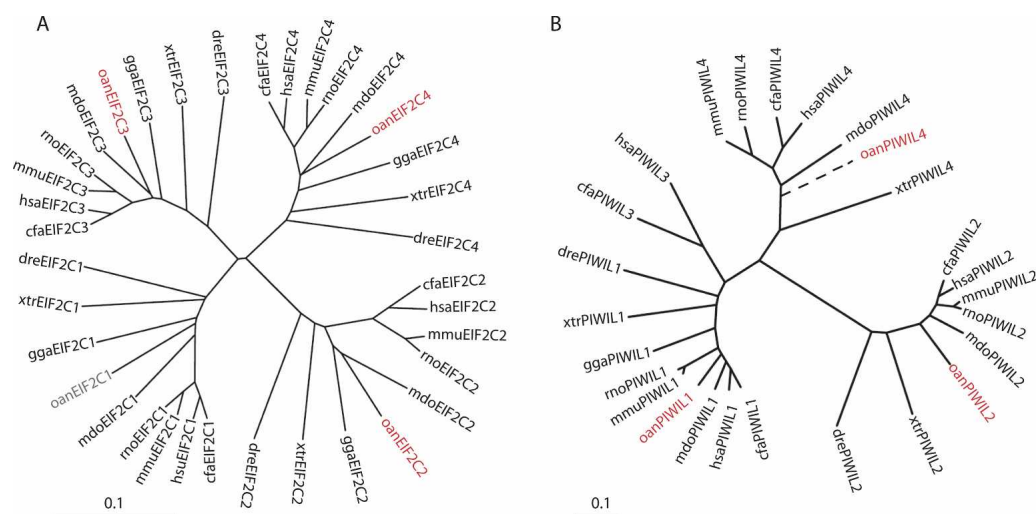 A
mdoEIF2C3
oanEIF2C3
ggaEIF2C3
xtrEIF2C3
dreEIF2C3
cfaEIF2C4
hsaEIF2C4
mmuEIF2C4
rnoEIF2C4
mdoEIF2C4
oanEIF2C4
ggaEIF2C4
xtrEIF2C4
dreEIF2C4
rnoEIF2C3
mmuEIF2C3
hsaEIF2C3
cfaEIF2C3
dreEIF2C1
xtrEIF2C1
ggaEIF2C1
oanEIF2C1
mdoEIF2C1
rnoEIF2C1
mmuEIF2C1
hsuEIF2C1
cfaEIF2C1
dreEIF2C2
xtrEIF2C2
ggaEIF2C2
oanEIF2C2
mdoEIF2C2
rnoEIF2C2
mmuEIF2C2
hsaEIF2C2
cfaEIF2C2
0.1
B
mmuPIWIL4
rnoPIWIL4
cfaPIWIL4
hsaPIWIL4
mdoPIWIL4
oanPIWIL4
xtrPIWIL4
hsaPIWIL3
cfaPIWIL3
drePIWIL1
xtrPIWIL1
ggaPIWIL1
rnoPIWIL1
mmuPIWIL1
oanPIWIL1
mdoPIWIL1
hsaPIWIL1
cfaPIWIL1
drePIWIL2
xtrPIWIL2
oanPIWIL2
mdoPIWIL2
rnoPIWIL2
mmuPIWIL2
hsaPIWIL2
cfaPIWIL2
0.1